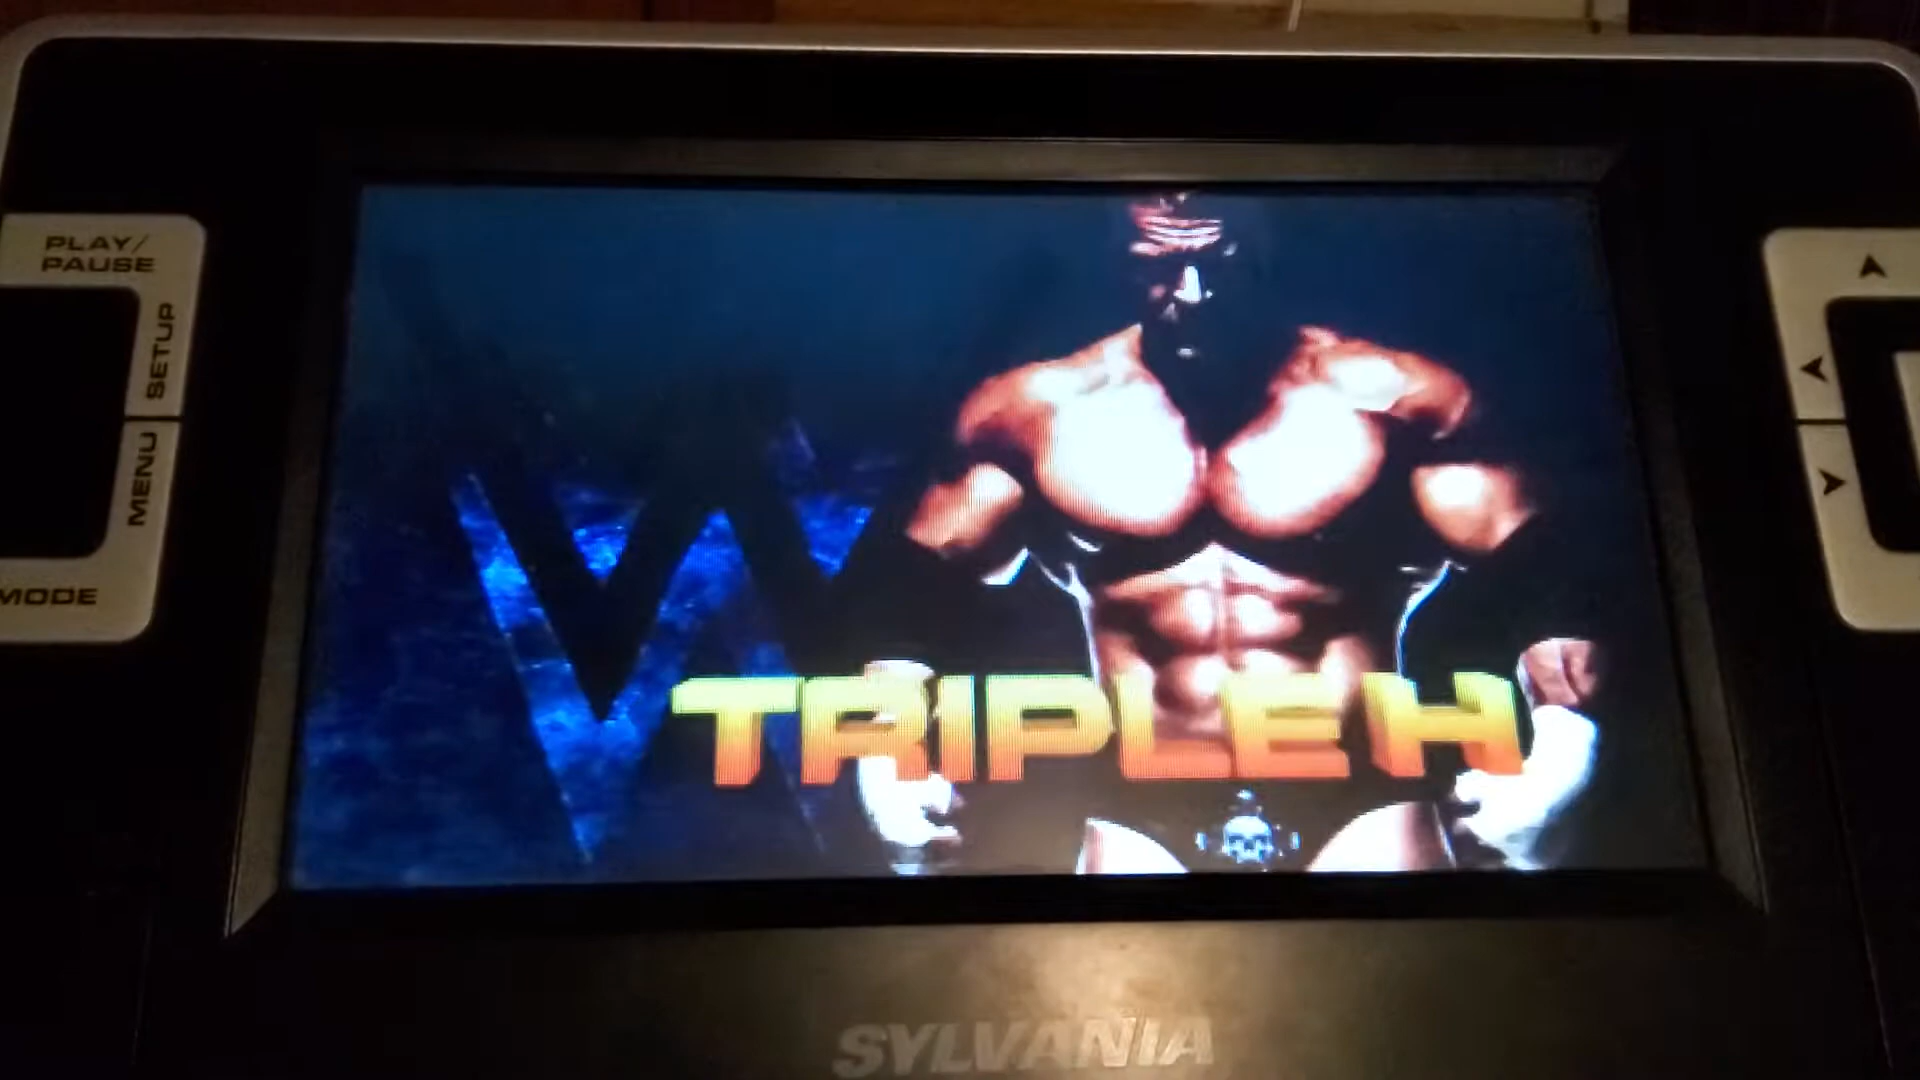 PLAY/
PAUSE
SETUP
MENU
MODE
W
TRIPLE H
SYLVANIA